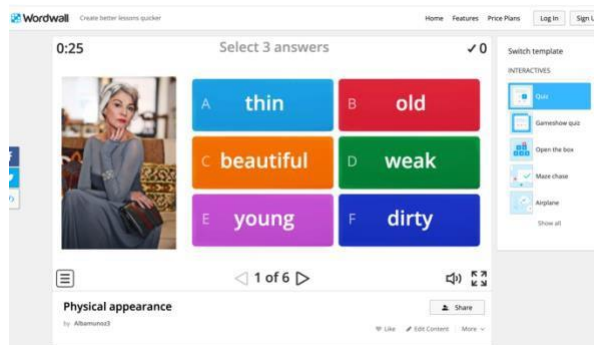 Wordwall Create better lessons quicker
Home Features Price Plans Log In Sign U
0:25 Select 3 answers ✓0
A thin
B old
C beautiful
D weak
E young
F dirty
1 of 6
Physical appearance
by Albamunoz3
Share
Like Edit Content More
Switch template
INTERACTIVES
Quiz
Gameshow quiz
Open the box
Maze chase
Airplane
Show all